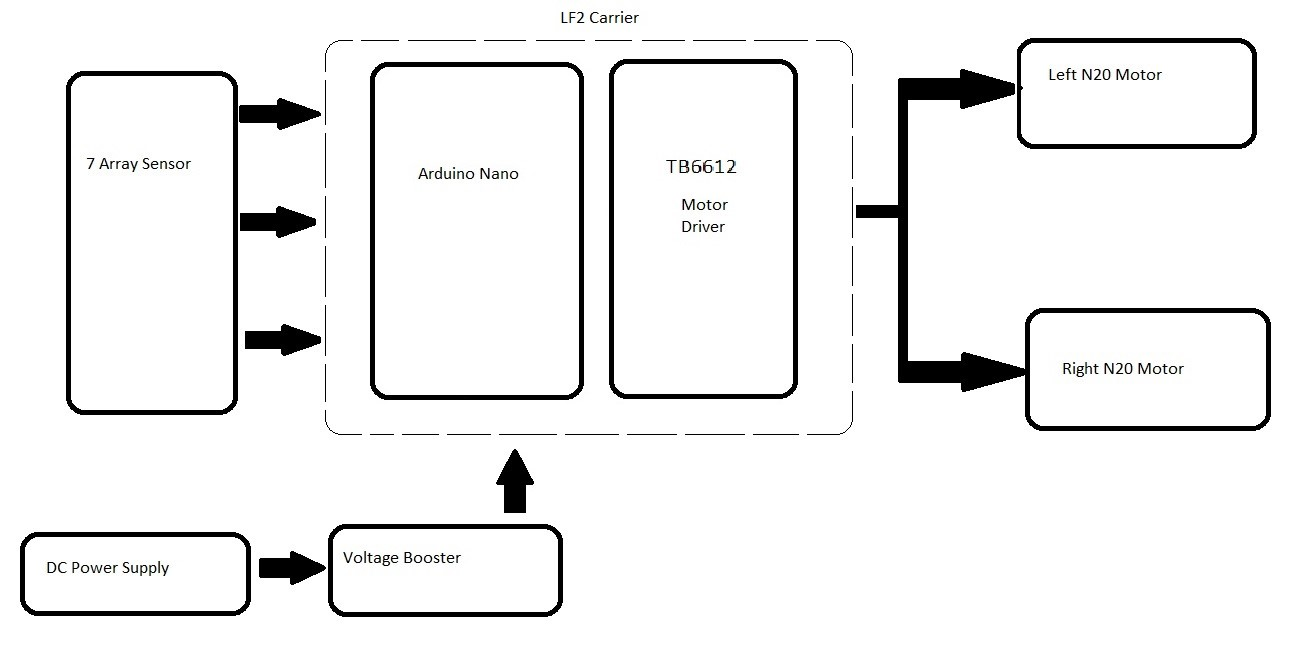 LF2 Carrier
7 Array Sensor
Arduino Nano
TB6612
Motor
Driver
Left N20 Motor
Right N20 Motor
DC Power Supply
Voltage Booster